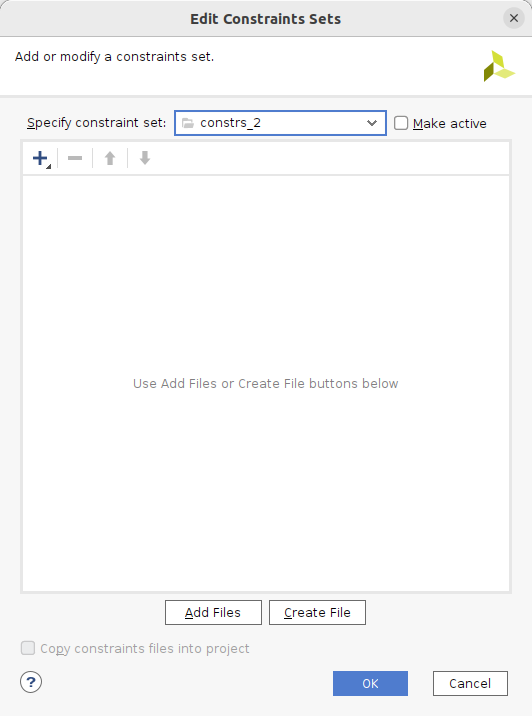 Edit Constraints Sets
Add or modify a constraints set.
Specify constraint set: constrs_2 Make active
Use Add Files or Create File buttons below
Add Files Create File
Copy constraints files into project
? OK Cancel